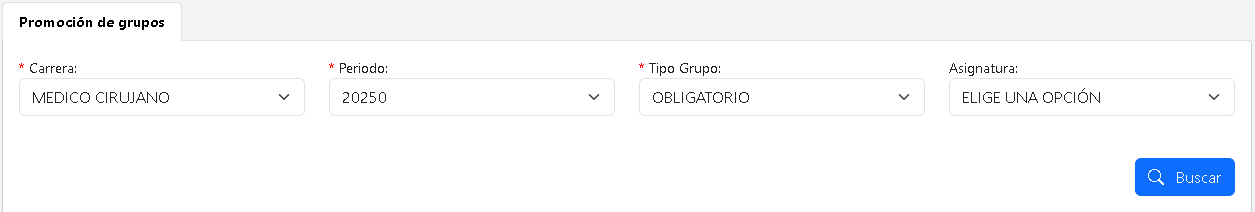 Promoción de grupos
* Carrera: * Periodo: * Tipo Grupo: Asignatura:
MEDICO CIRUJANO 20250 OBLIGATORIO ELIGE UNA OPCIÓN
Buscar